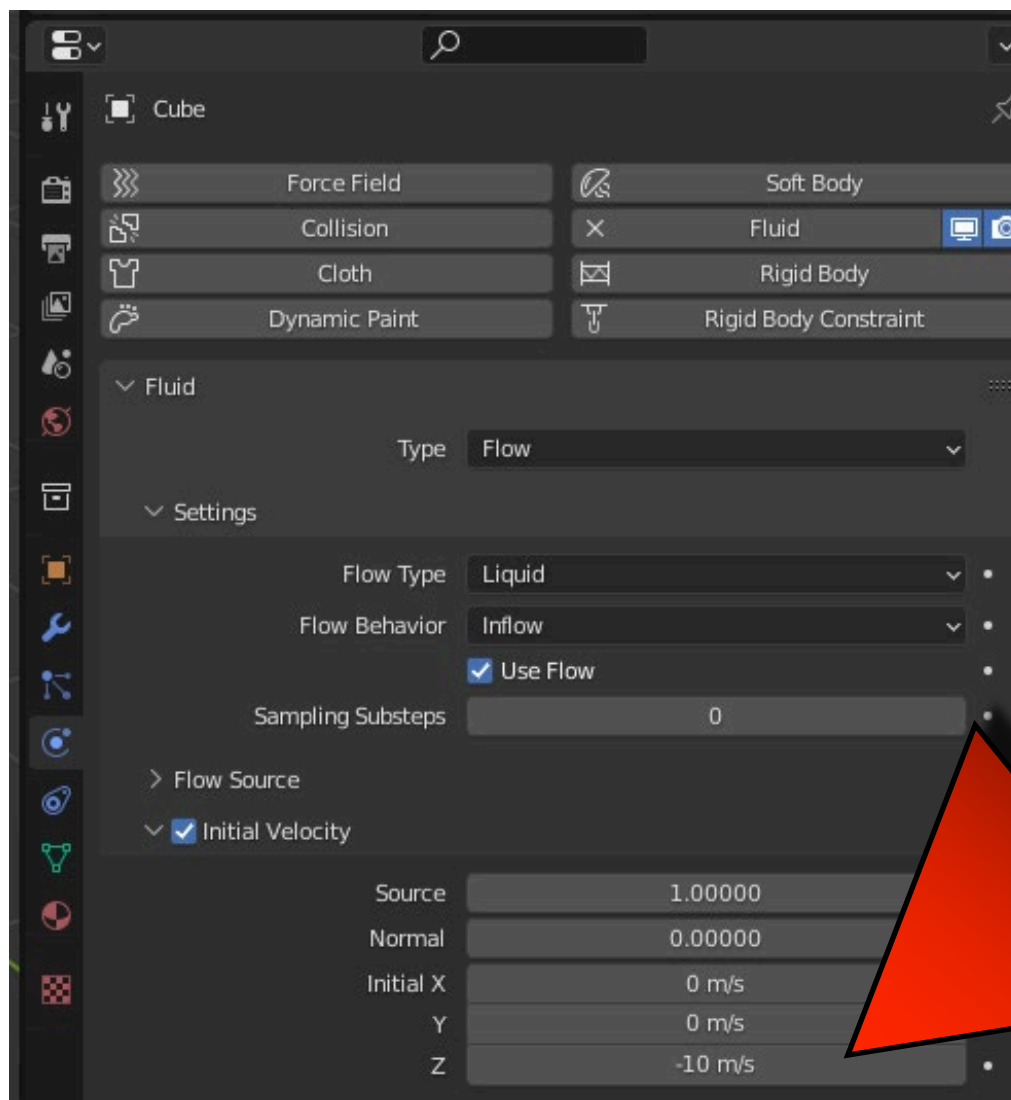 Cube
Force Field Soft Body
Collision Fluid
Cloth Rigid Body
Dynamic Paint Rigid Body Constraint
Fluid
Type Flow
Settings
Flow Type Liquid
Flow Behavior Inflow
Use Flow
Sampling Substeps 0
Flow Source
Initial Velocity
Source 1.00000
Normal 0.00000
Initial X 0 m/s
Y 0 m/s
Z -10 m/s